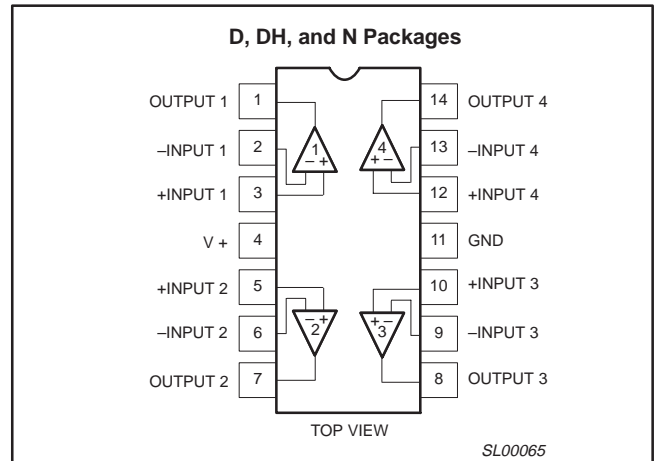 D, DH, and N Packages
OUTPUT 1 1 14 OUTPUT 4
–INPUT 1 2 1 4 13 –INPUT 4
– + + –
+INPUT 1 3 12 +INPUT 4
V + 4 11 GND
+INPUT 2 5 10 +INPUT 3
– + + –
–INPUT 2 6 2 3 9 –INPUT 3
OUTPUT 2 7 8 OUTPUT 3
TOP VIEW
SL00065